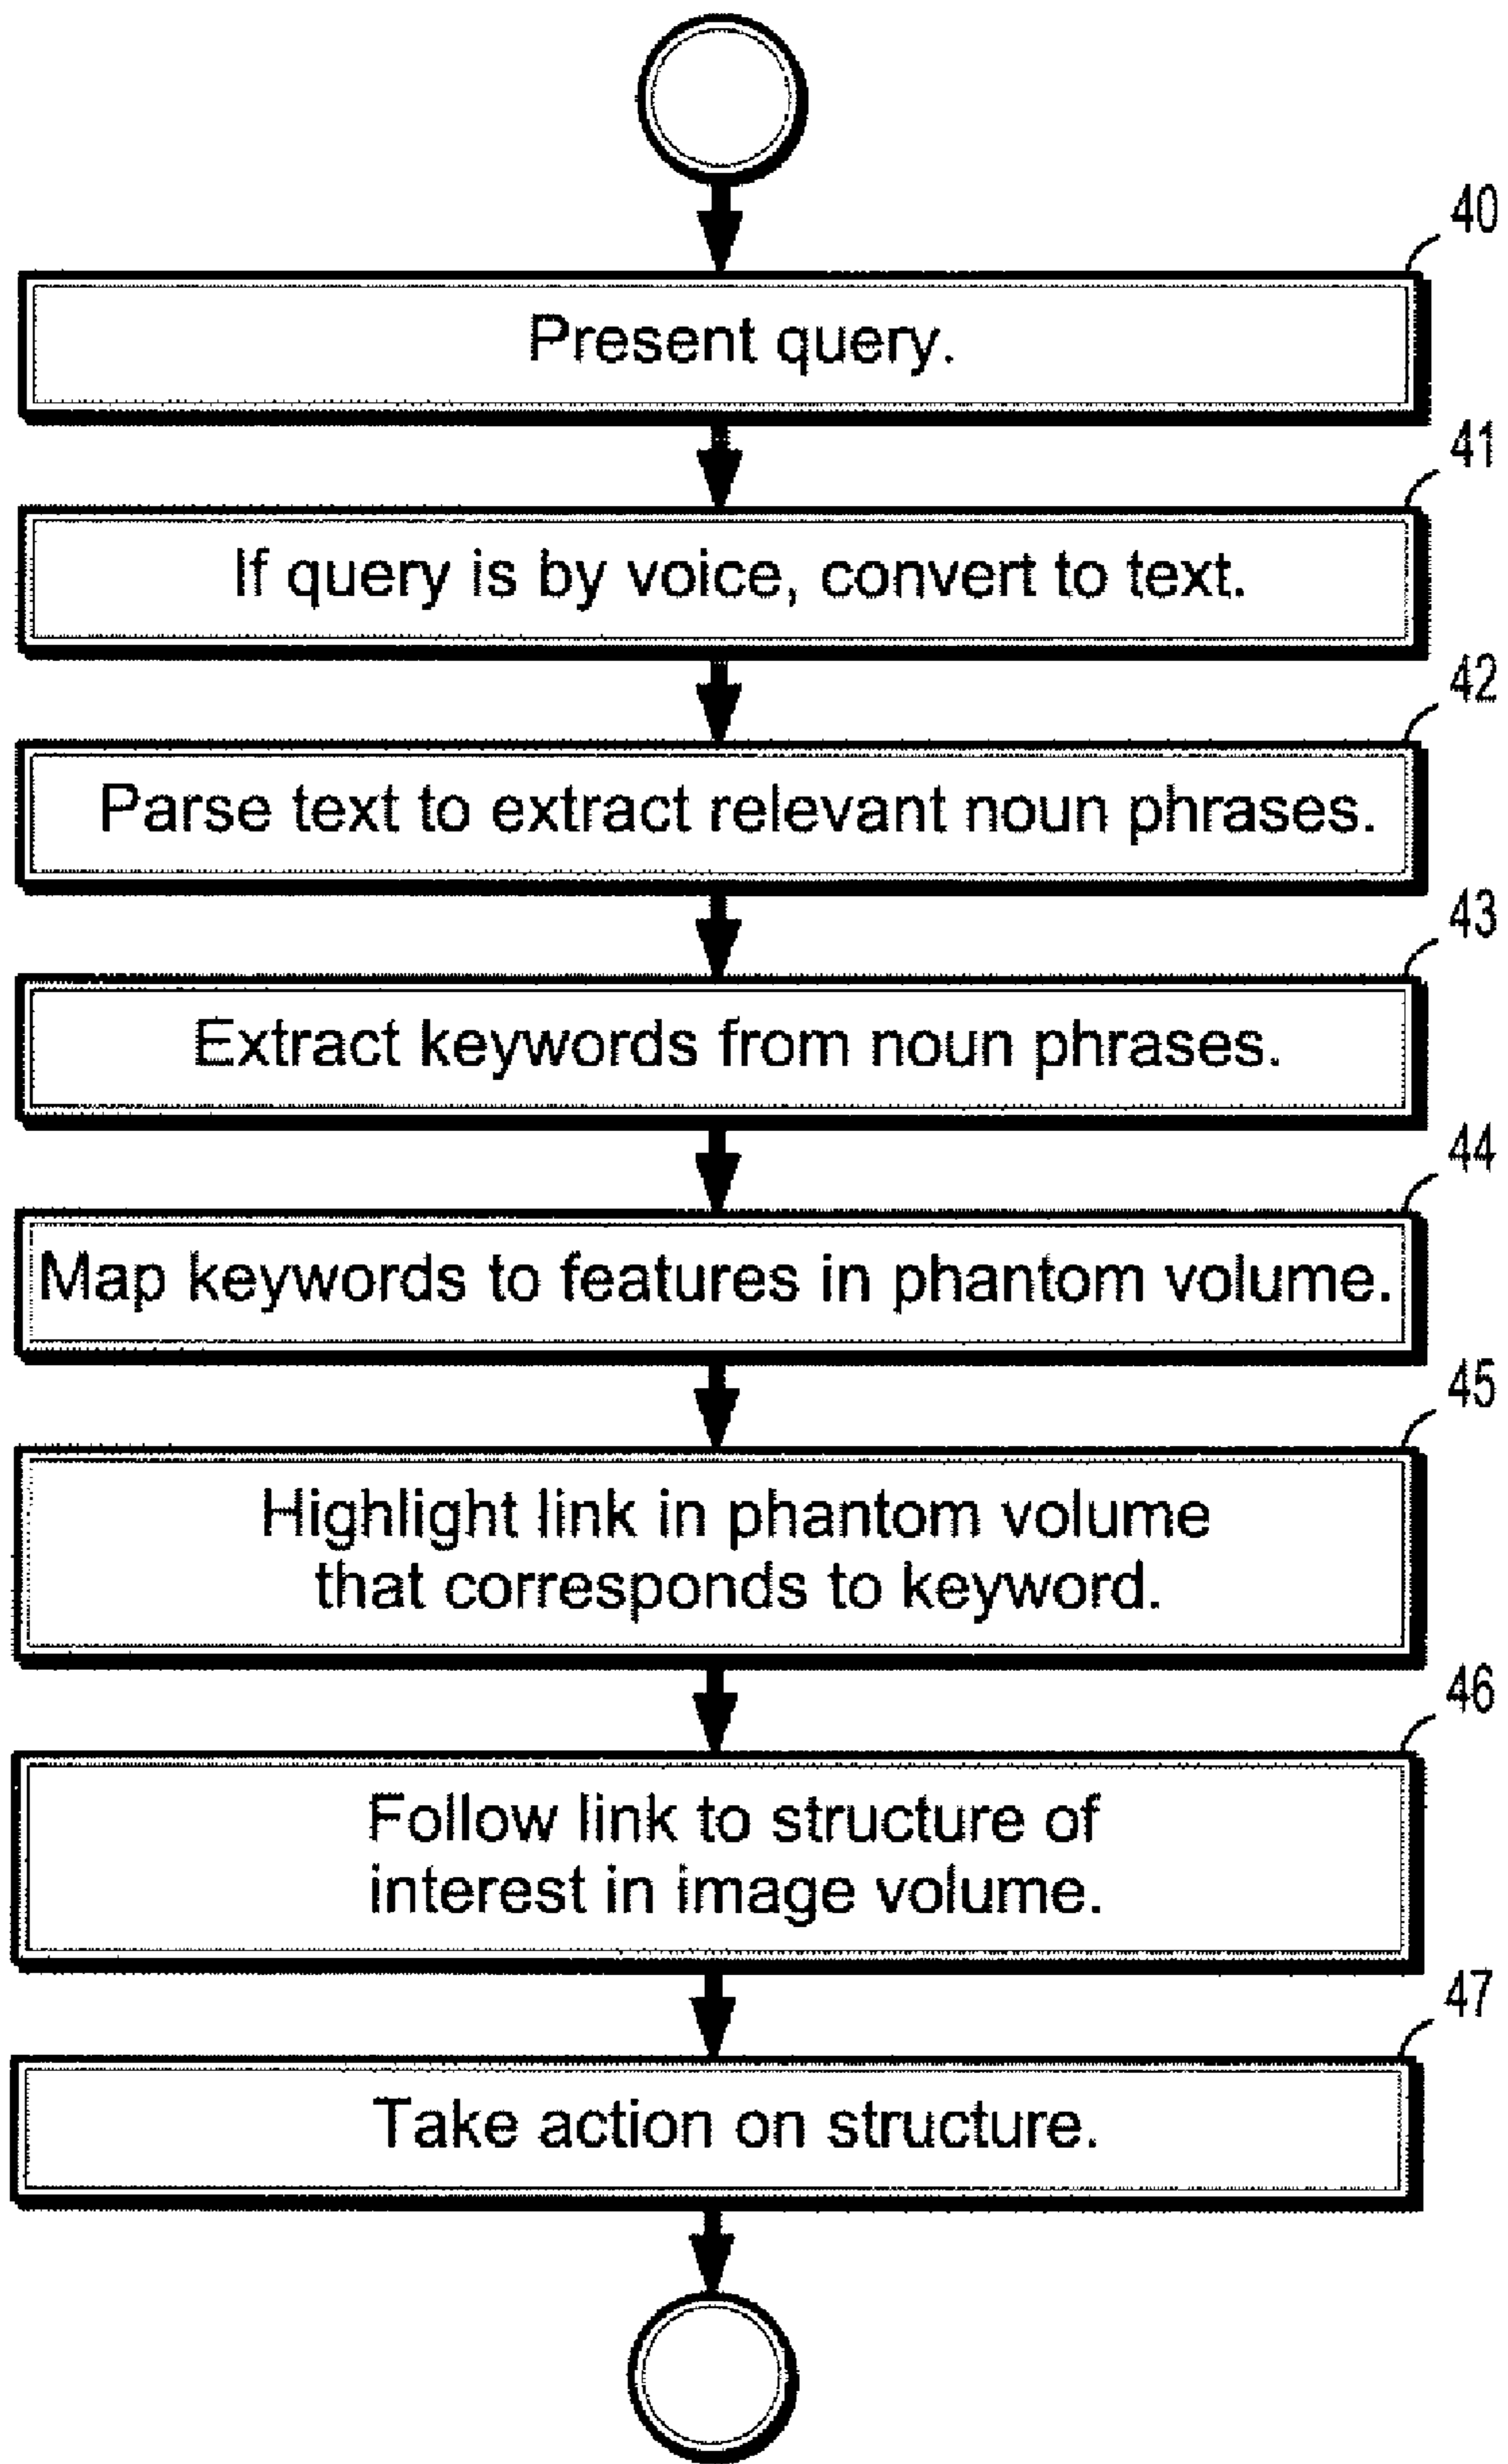 40
Present query.
41
If query is by voice, convert to text.
42
Parse text to extract relevant noun phrases.
43
Extract keywords from noun phrases.
44
Map keywords to features in phantom volume.
45
Highlight link in phantom volume
that corresponds to keyword.
46
Follow link to structure of
interest in image volume.
47
Take action on structure.